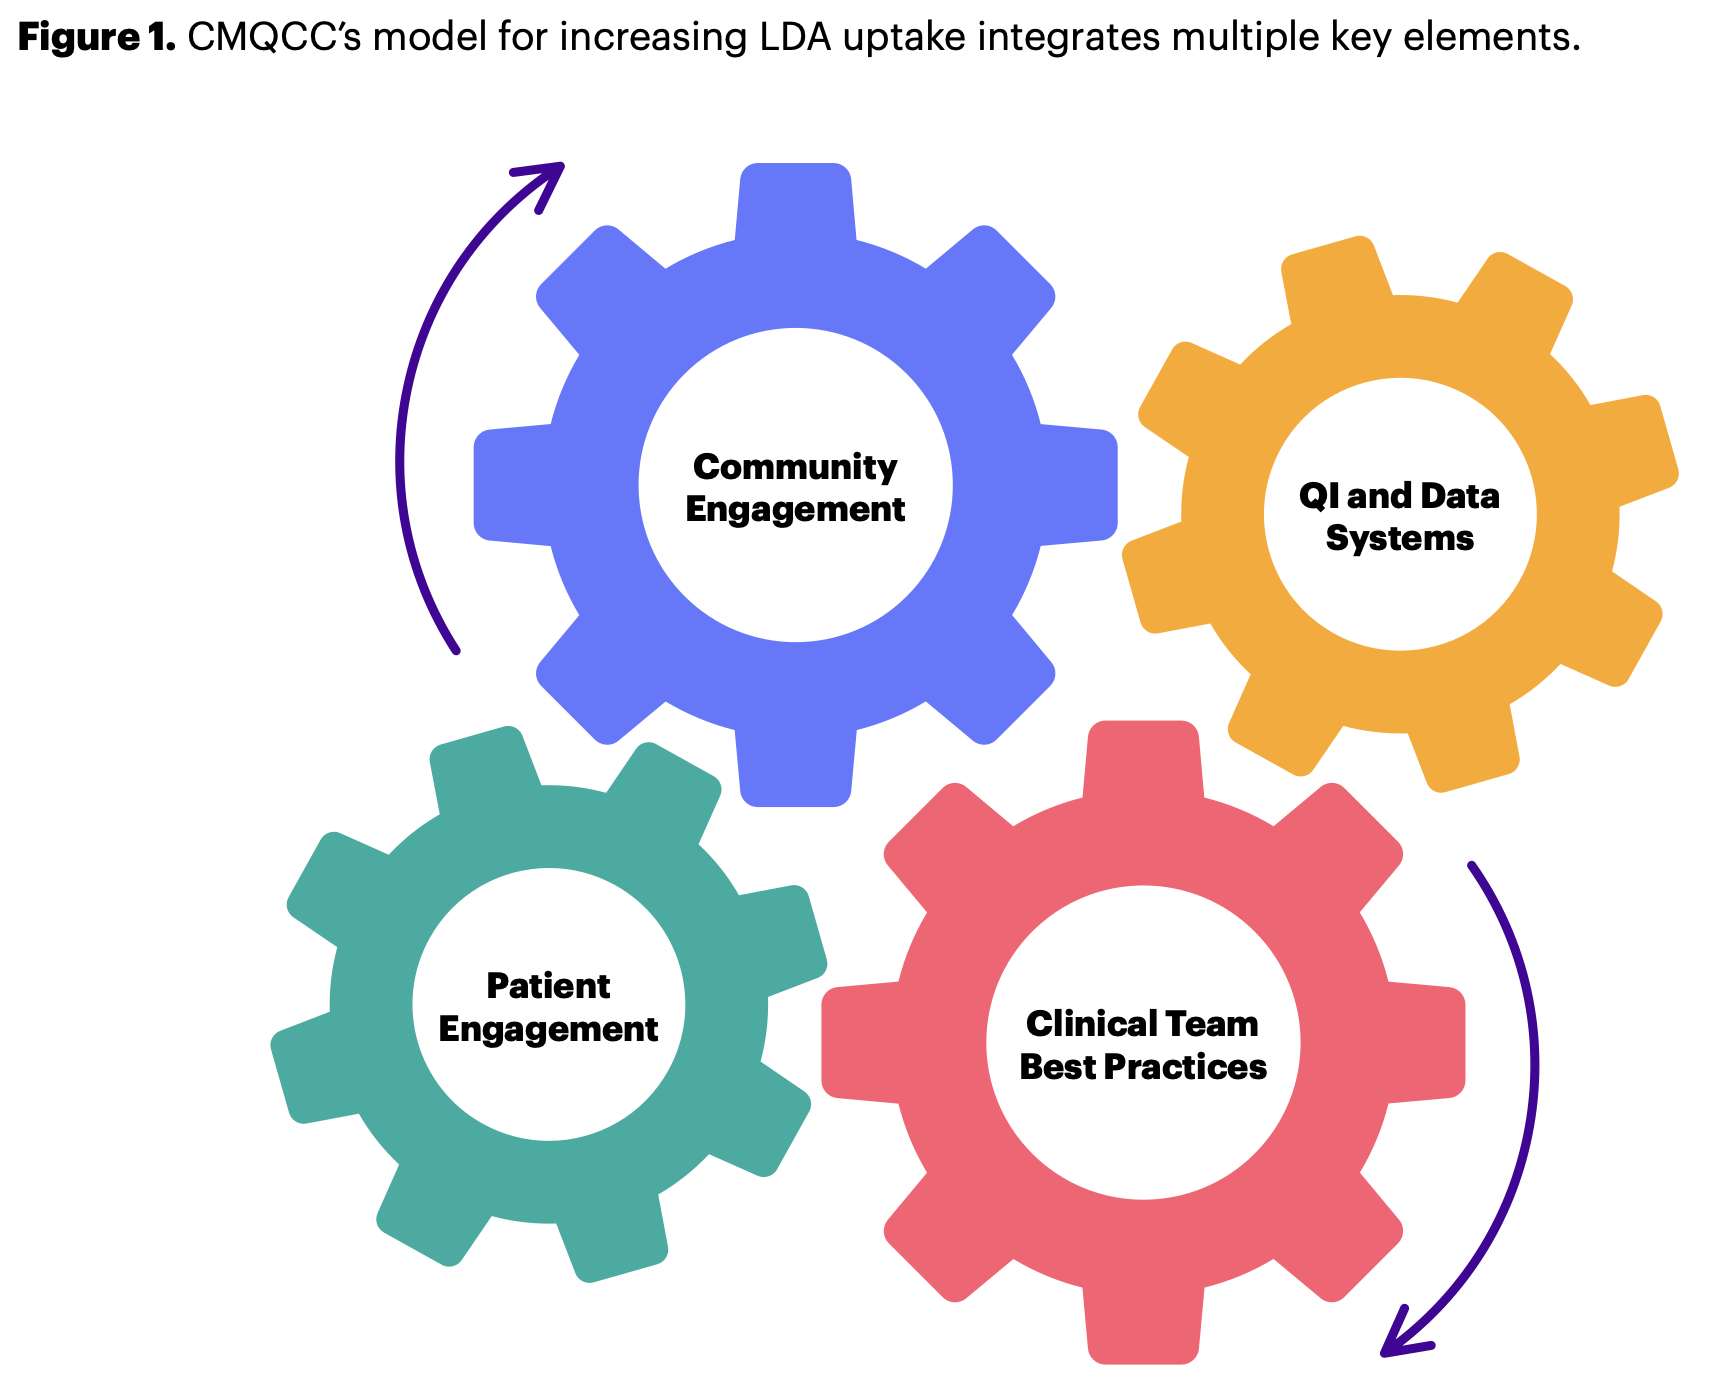 Figure 1. CMQCC’s model for increasing LDA uptake integrates multiple key elements.
Community
Engagement
QI and Data
Systems
Patient
Engagement
Clinical Team
Best Practices